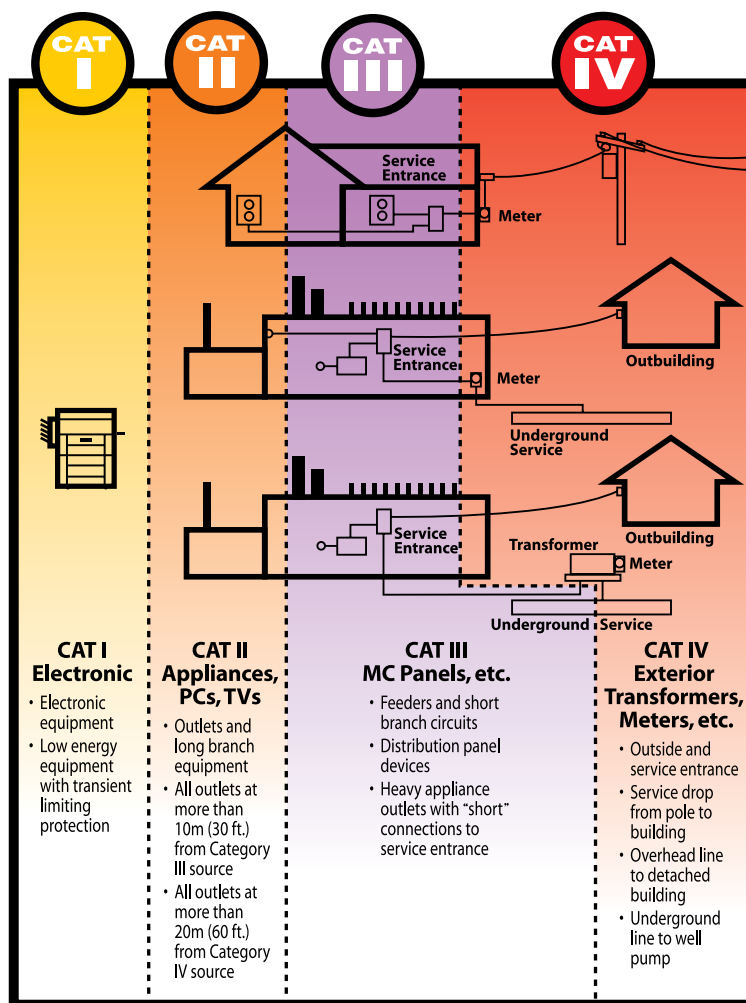 CAT
I
CAT
II
CAT
III
CAT
IV
Service
Entrance
Meter
Service
Entrance
Meter
Outbuilding
Underground
Service
Service
Entrance
Outbuilding
Transformer
Meter
Underground Service
CAT I
Electronic
• Electronic
equipment
• Low energy
equipment
with transient
limiting
protection
CAT II
Appliances,
PCs, TVs
• Outlets and
long branch
equipment
• All outlets at
more than
10m (30 ft.)
from Category
III source
• All outlets at
more than
20m (60 ft.)
from Category
IV source
CAT III
MC Panels, etc.
• Feeders and short
branch circuits
• Distribution panel
devices
• Heavy appliance
outlets with “short”
connections to
service entrance
CAT IV
Exterior
Transformers,
Meters, etc.
• Outside and
service entrance
• Service drop
from pole to
building
• Overhead line
to detached
building
• Underground
line to well
pump